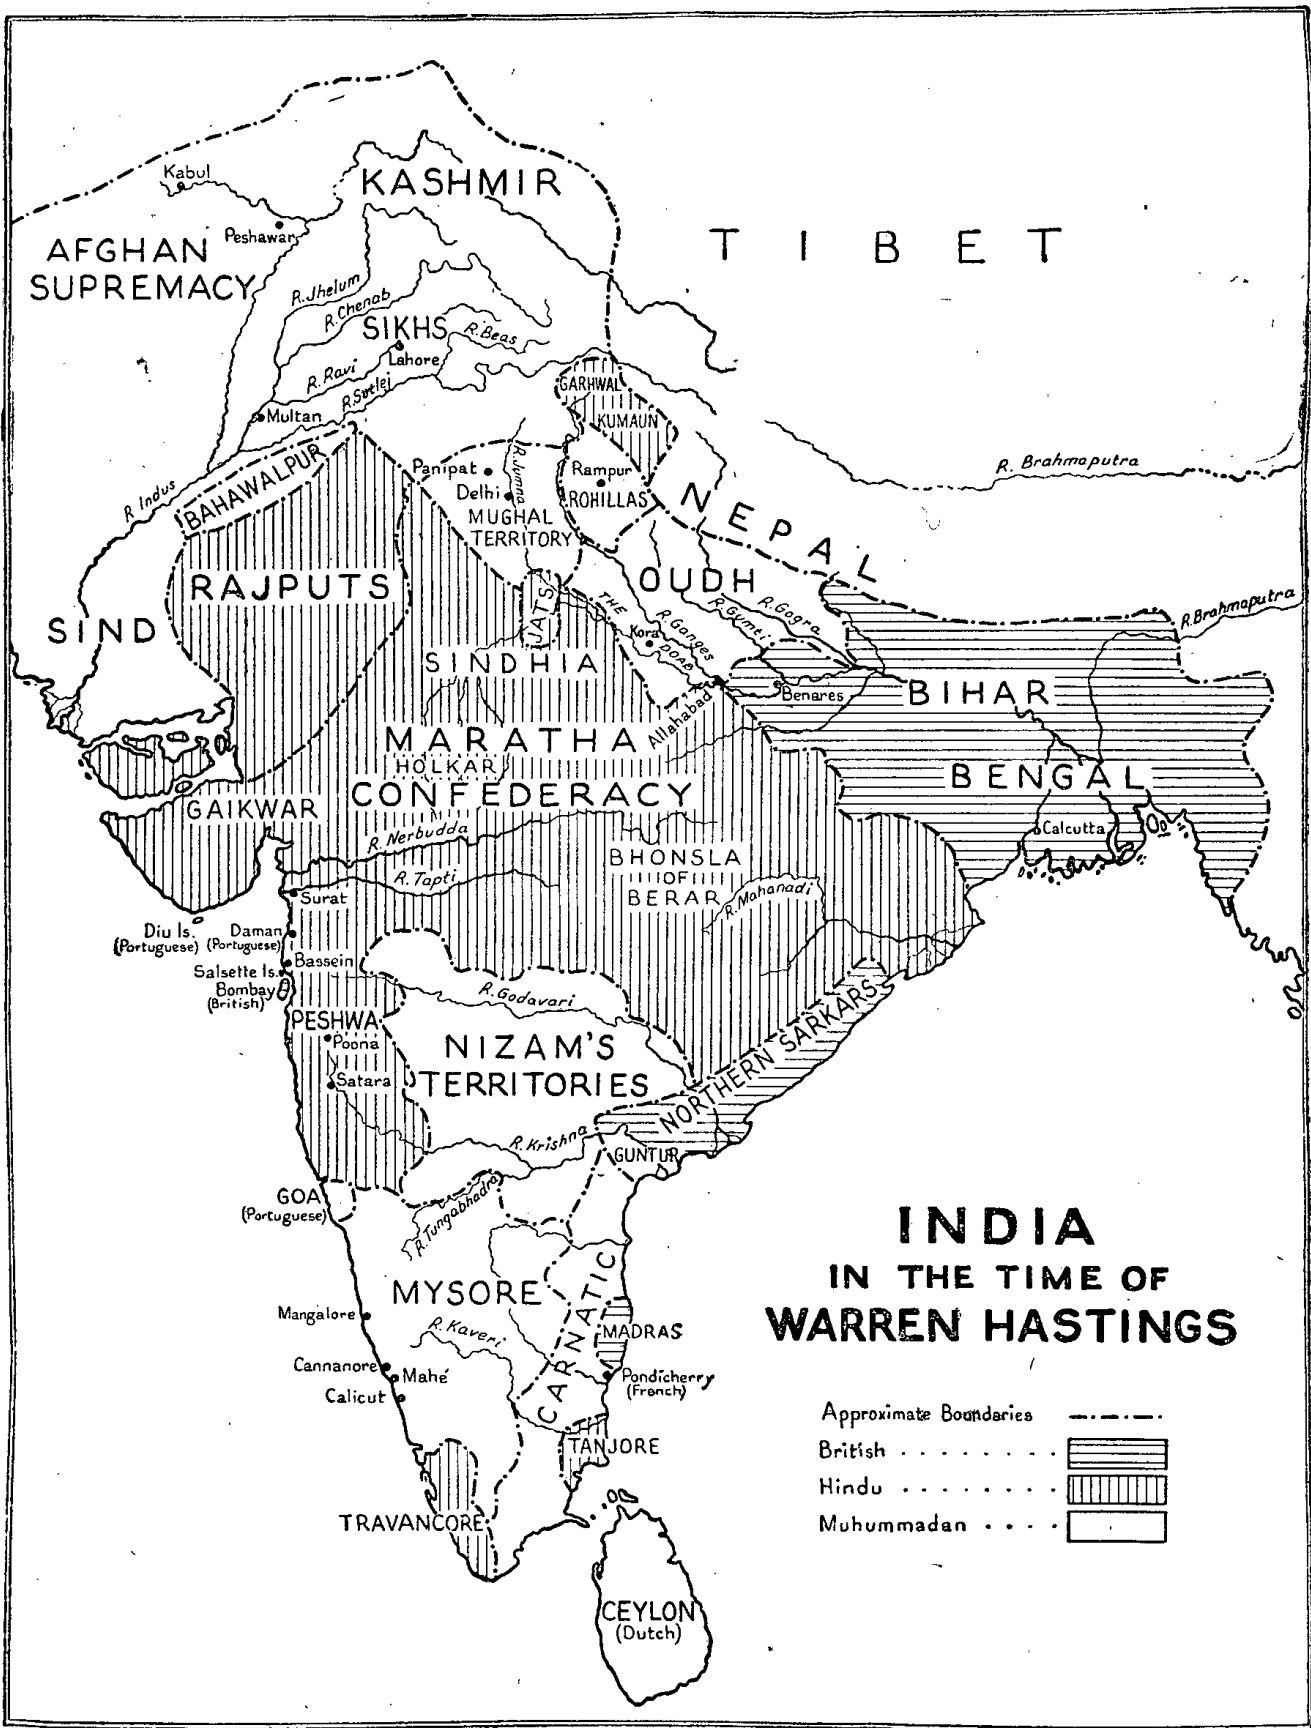 Kabul
KASHMIR
Peshawar
TIBET
AFGHAN
SUPREMACY
R. Jhelum
R. Chenab
SIKHS
R. Beas
Lahore
R. Ravi
R. Sutlej
GARHWAL
Multan
KUMAUN
BAHAWALPUR
Panipat
R. Jumna
Rampur
R. Brahmaputra
R. Indus
Delhi
ROHILLAS
MUGHAL
TERRITORY
NEPAL
RAJPUTS
OUDH
SIND
JATS
THE
DOAB
Kora
R. Ganges
R. Gumti
R. Gogra
R. Brahmaputra
SINDHIA
Benares
BIHAR
Allahabad
MARATHA
HOLKAR
CONFEDERACY
BENGAL
GAIKWAR
Calcutta
R. Nerbudda
BHONSLA
OF
BERAR
R. Tapti
R. Mahanadi
Surat
Diu Is.
(Portuguese)
Daman
(Portuguese)
Bassein
Salsette Is.
Bombay
(British)
R. Godavari
PESHWA
Poona
NIZAM'S
TERRITORIES
Satara
NORTHERN SARKARS
R. Krishna
GUNTUR
GOA
(Portuguese)
R. Tungabhadra
INDIA
IN THE TIME OF
WARREN HASTINGS
MYSORE
CARNATIC
Mangalore
R. Kaveri
MADRAS
Cannanore
Mahé
Pondicherry
(French)
Calicut
TANJORE
TRAVANCORE
CEYLON
(Dutch)
Approximate Boundaries
British
Hindu
Muhummadan